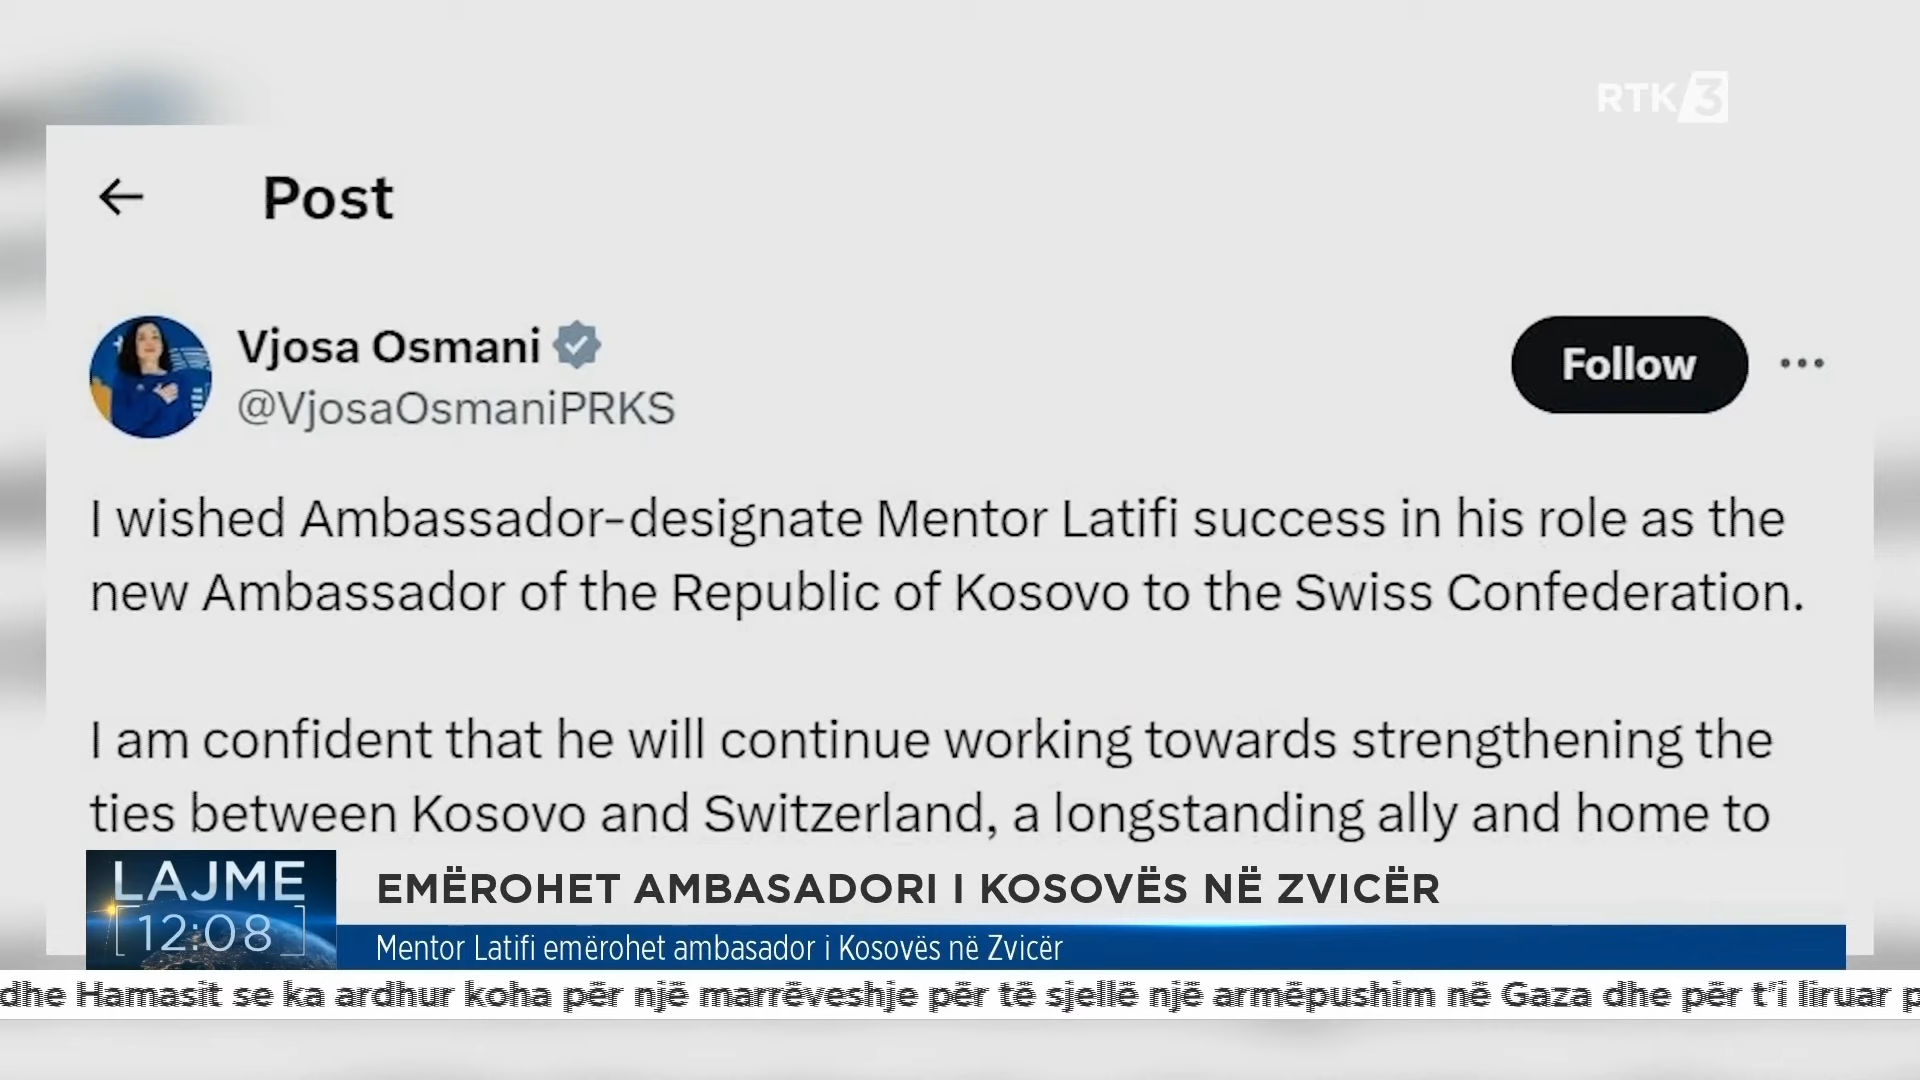 RTK 3
Post
Vjosa Osmani
@VjosaOsmaniPRKS
Follow
I wished Ambassador-designate Mentor Latifi success in his role as the
new Ambassador of the Republic of Kosovo to the Swiss Confederation.
I am confident that he will continue working towards strengthening the
ties between Kosovo and Switzerland, a longstanding ally and home to
LAJME
12:08
EMËROHET AMBASADORI I KOSOVËS NË ZVICËR
Mentor Latifi emërohet ambasador i Kosovës në Zvicër
dhe Hamasit se ka ardhur koha për një marrëveshje për të sjellë një armëpushim në Gaza dhe për t'i liruar